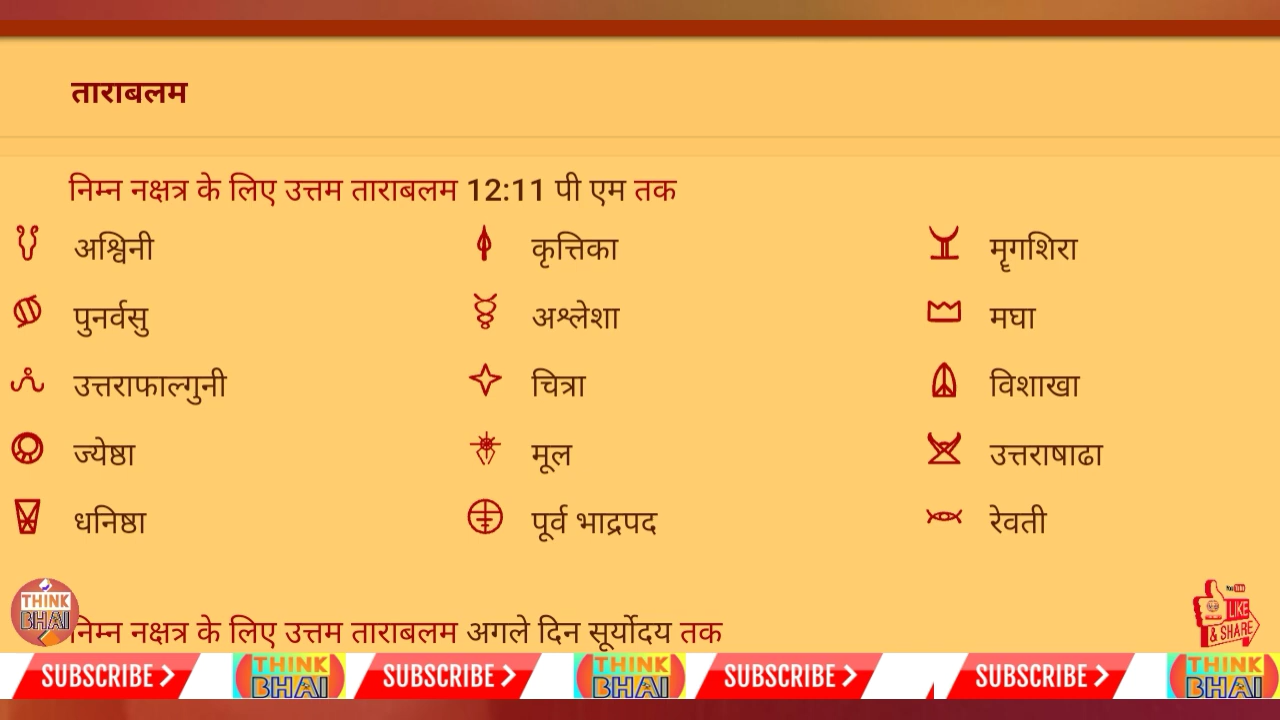 ताराबलम
निम्न नक्षत्र के लिए उत्तम ताराबलम 12:11 पी एम तक
अश्विनी कृत्तिका मृगशिरा
पुनर्वसु अश्लेशा मघा
उत्तराफाल्गुनी चित्रा विशाखा
ज्येष्ठा मूल उत्तराषाढा
धनिष्ठा पूर्व भाद्रपद रेवती
THINK
BHAI
You Tube
LIKE
& SHARE
निम्न नक्षत्र के लिए उत्तम ताराबलम अगले दिन सूर्योदय तक
SUBSCRIBE THINK BHAI SUBSCRIBE THINK BHAI SUBSCRIBE SUBSCRIBE THINK BHAI